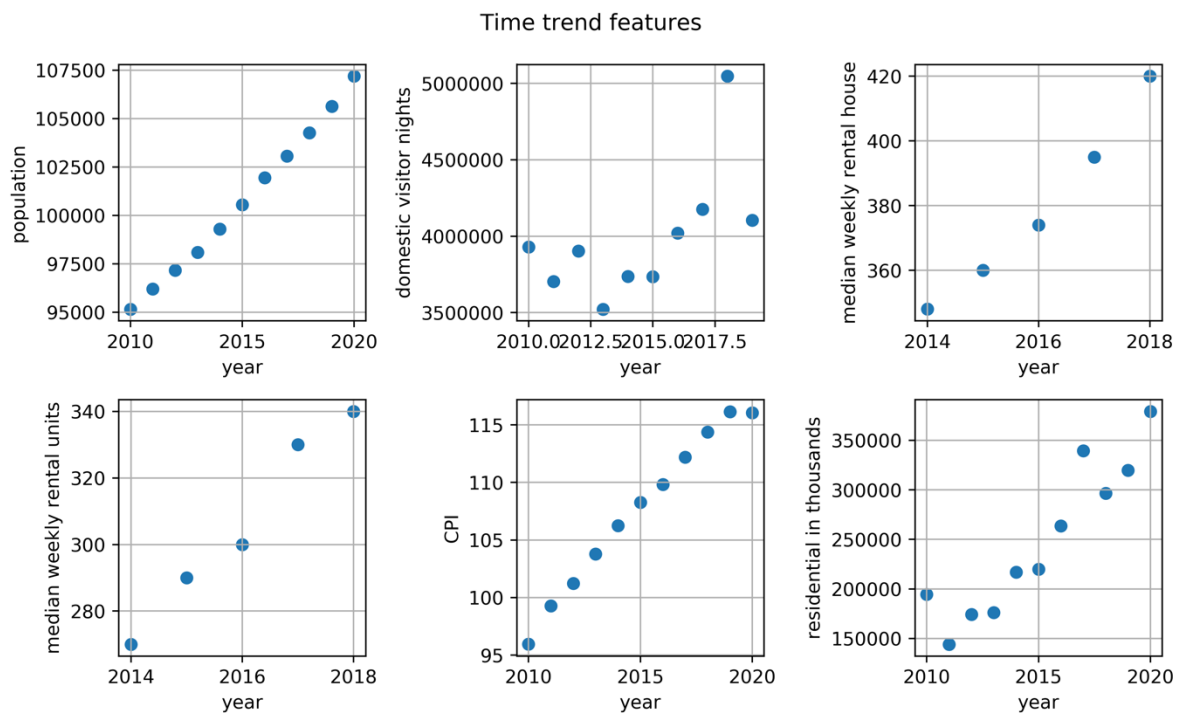 Time trend features
population
107500
105000
102500
100000
97500
95000
2010 2015 2020
year
domestic visitor nights
5000000
4500000
4000000
3500000
2010.0 2012.5 2015.0 2017.5
year
median weekly rental house
420
400
380
360
2014 2016 2018
year
median weekly rental units
340
320
300
280
2014 2016 2018
year
CPI
115
110
105
100
95
2010 2015 2020
year
residential in thousands
350000
300000
250000
200000
150000
2010 2015 2020
year